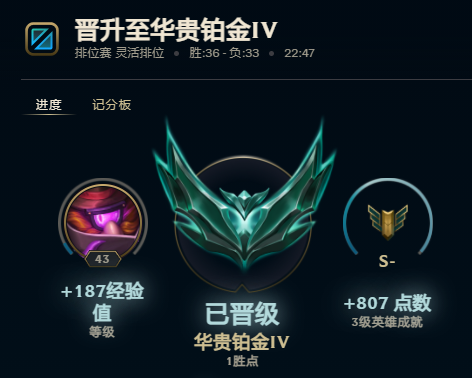 晋升至华贵铂金IV
排位赛 灵活排位 • 胜:36 - 负:33 • 22:47
进度 记分板
43
S-
+187经验值
等级
已晋级
华贵铂金IV
1胜点
+807 点数
3级英雄成就